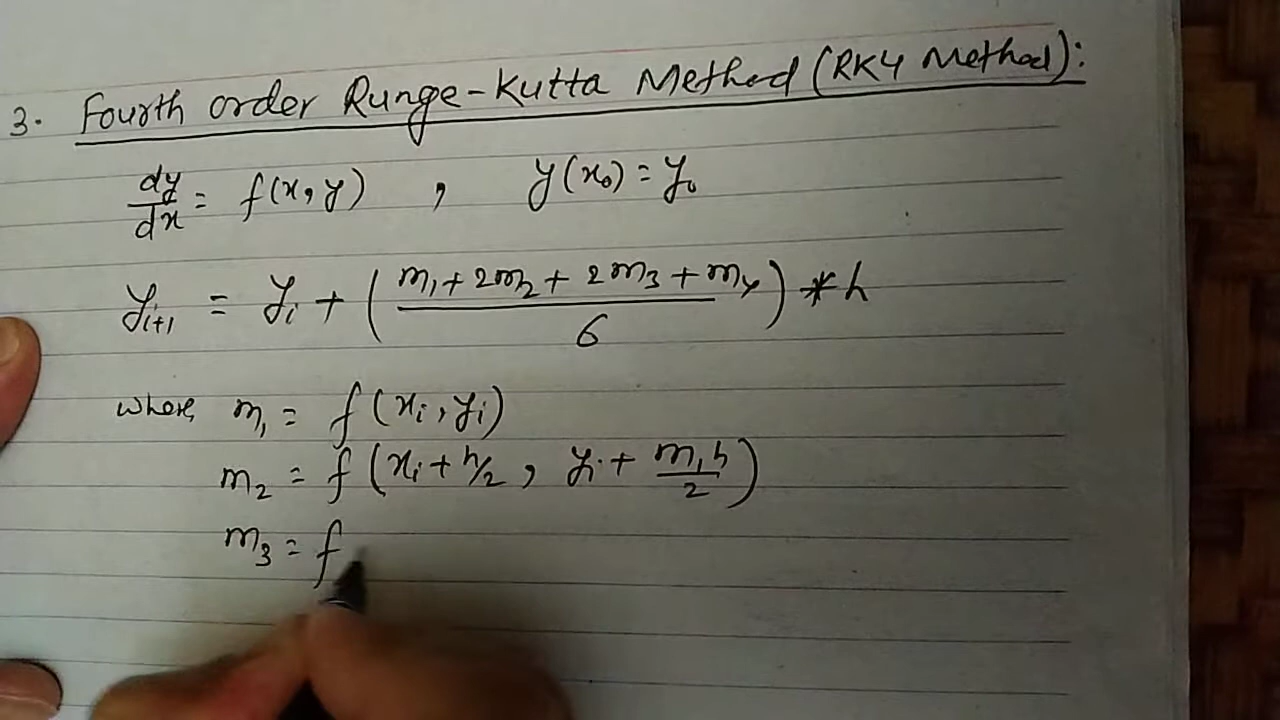 3. Fourth order Runge-Kutta Method (RK4 Method):
dy/dx = f(x, y) , y(x₀) = y₀
yᵢ₊₁ = yᵢ + ((m₁ + 2m₂ + 2m₃ + m₄)/6) * h
where, m₁ = f(xᵢ, yᵢ)
m₂ = f(xᵢ + h/2, yᵢ + m₁h/2)
m₃ = f